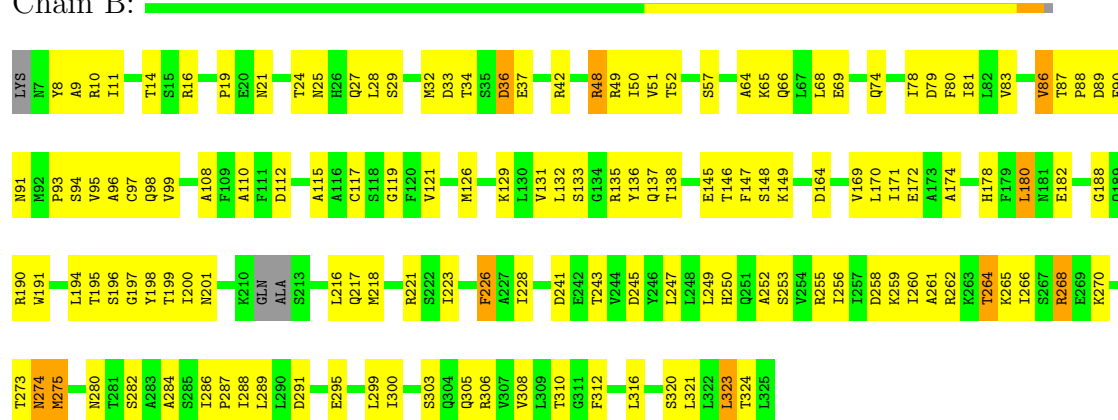 Chain B:
LYS N7 Y8 A9 R10 I11 T14 S15 R16 P19 E20 N21 T24 N25 H26 Q27 L28 S29 M32 D33 T34 S35 D36 E37 R42 R48 R49 I50 V51 T52 S57 A64 K65 Q66 L67 L68 E69 Q74 I78 D79 F80 I81 L82 V83 V86 T87 P88 D89
N91 M92 P93 S94 V95 A96 C97 Q98 V99 A108 F109 A110 F111 D112 A115 A116 C117 S118 G119 F120 V121 M126 K129 L130 V131 L132 S133 G134 R135 Y136 Q137 T138 E145 T146 F147 S148 K149 D164 V169 L170 I171 E172 A173 A174 H178 F179 L180 N181 E182 G188
R190 W191 L194 T195 S196 G197 Y198 T199 I200 N201 K210 GLN ALA S213 L216 Q217 M218 R221 S222 I223 F226 A227 I228 D241 E242 T243 V244 D245 Y246 L247 L248 L249 H250 Q251 A252 S253 V254 R255 I256 I257 D258 K259 I260 A261 R262 K263 T264 K265 I266 S267 R268 E269 K270
T273 N274 M275 N280 T281 S282 A283 A284 S285 I286 P287 I288 L289 L290 D291 E295 L299 I300 S303 Q304 Q305 R306 V307 V308 L309 T310 G311 F312 L316 S320 L321 L322 L323 T324 L325